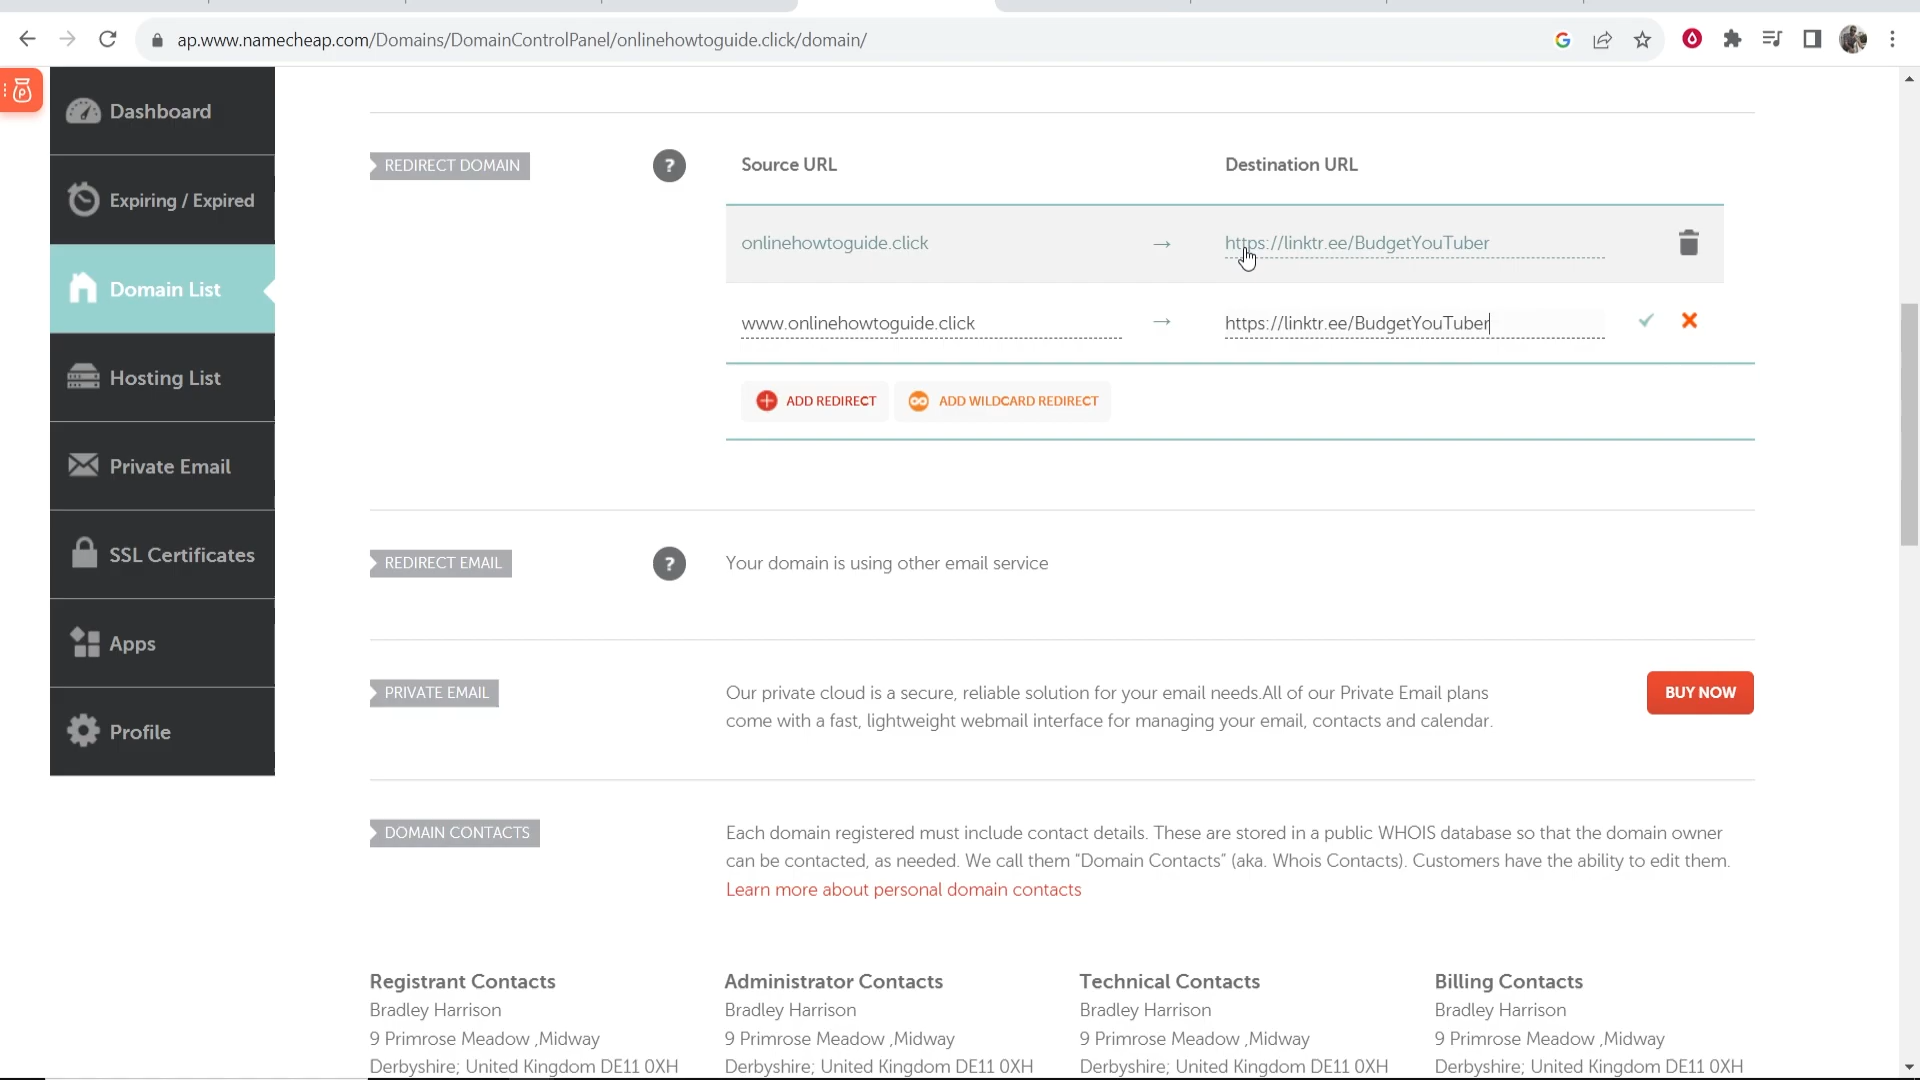 ap.www.namecheap.com/Domains/DomainControlPanel/onlinehowtoguide.click/domain/
Dashboard
Expiring / Expired
Domain List
Hosting List
Private Email
SSL Certificates
Apps
Profile
REDIRECT DOMAIN
?
Source URL
Destination URL
onlinehowtoguide.click
→
https://linktr.ee/BudgetYouTuber
www.onlinehowtoguide.click
→
https://linktr.ee/BudgetYouTuber
ADD REDIRECT
ADD WILDCARD REDIRECT
REDIRECT EMAIL
?
Your domain is using other email service
PRIVATE EMAIL
Our private cloud is a secure, reliable solution for your email needs.All of our Private Email plans
come with a fast, lightweight webmail interface for managing your email, contacts and calendar.
BUY NOW
DOMAIN CONTACTS
Each domain registered must include contact details. These are stored in a public WHOIS database so that the domain owner
can be contacted, as needed. We call them "Domain Contacts" (aka. Whois Contacts). Customers have the ability to edit them.
Learn more about personal domain contacts
Registrant Contacts
Bradley Harrison
9 Primrose Meadow ,Midway
Derbyshire; United Kingdom DE11 0XH
Administrator Contacts
Bradley Harrison
9 Primrose Meadow ,Midway
Derbyshire; United Kingdom DE11 0XH
Technical Contacts
Bradley Harrison
9 Primrose Meadow ,Midway
Derbyshire; United Kingdom DE11 0XH
Billing Contacts
Bradley Harrison
9 Primrose Meadow ,Midway
Derbyshire; United Kingdom DE11 0XH